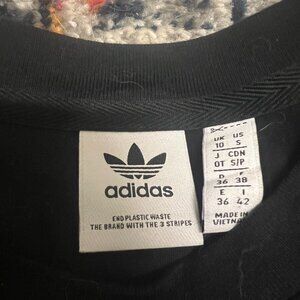 adidas
END PLASTIC WASTE
THE BRAND WITH THE 3 STRIPES
UK US
10 S
J CDN
OT S/P
D F
36 38
E I
36 42
MADE IN
VIETNAM